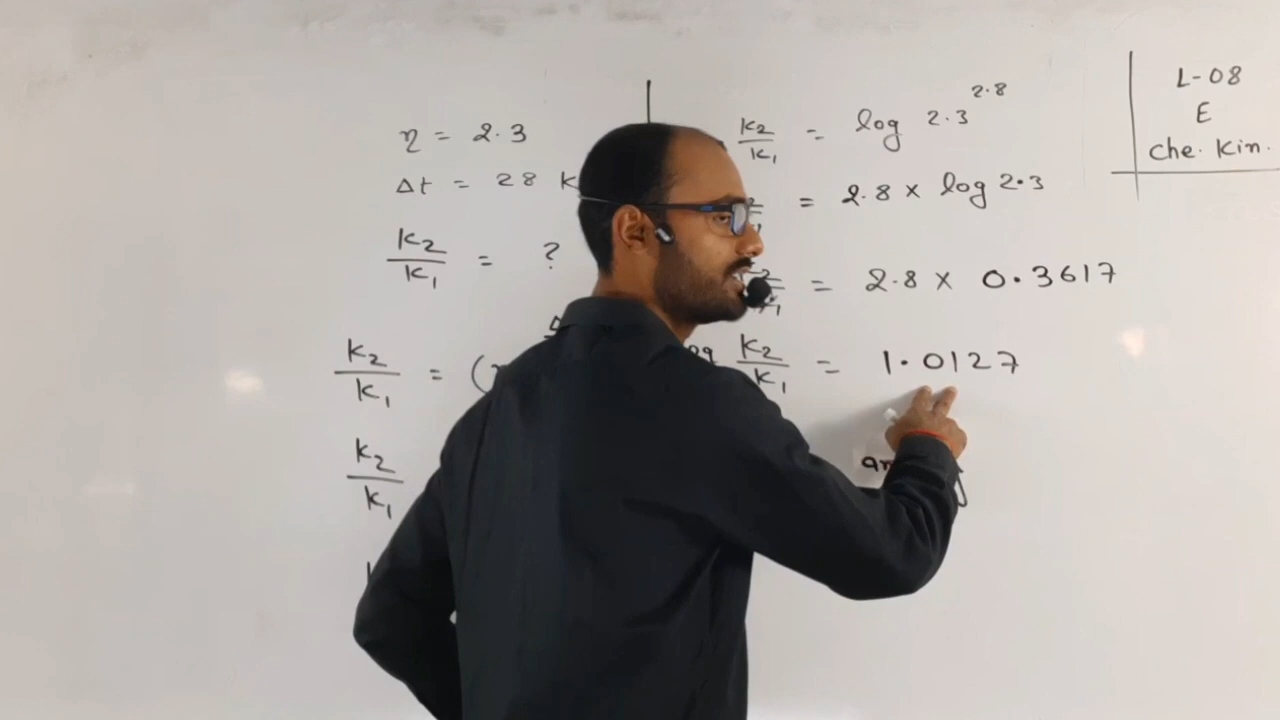 η = 2.3
Δt = 28 K
K2/K1 = ?
K2/K1 = (
K2/K1
K2/K1 = log 2.3^2.8
= 2.8 × log 2.3
= 2.8 × 0.3617
K2/K1 = 1.0127
L-08
E
Che. Kin.